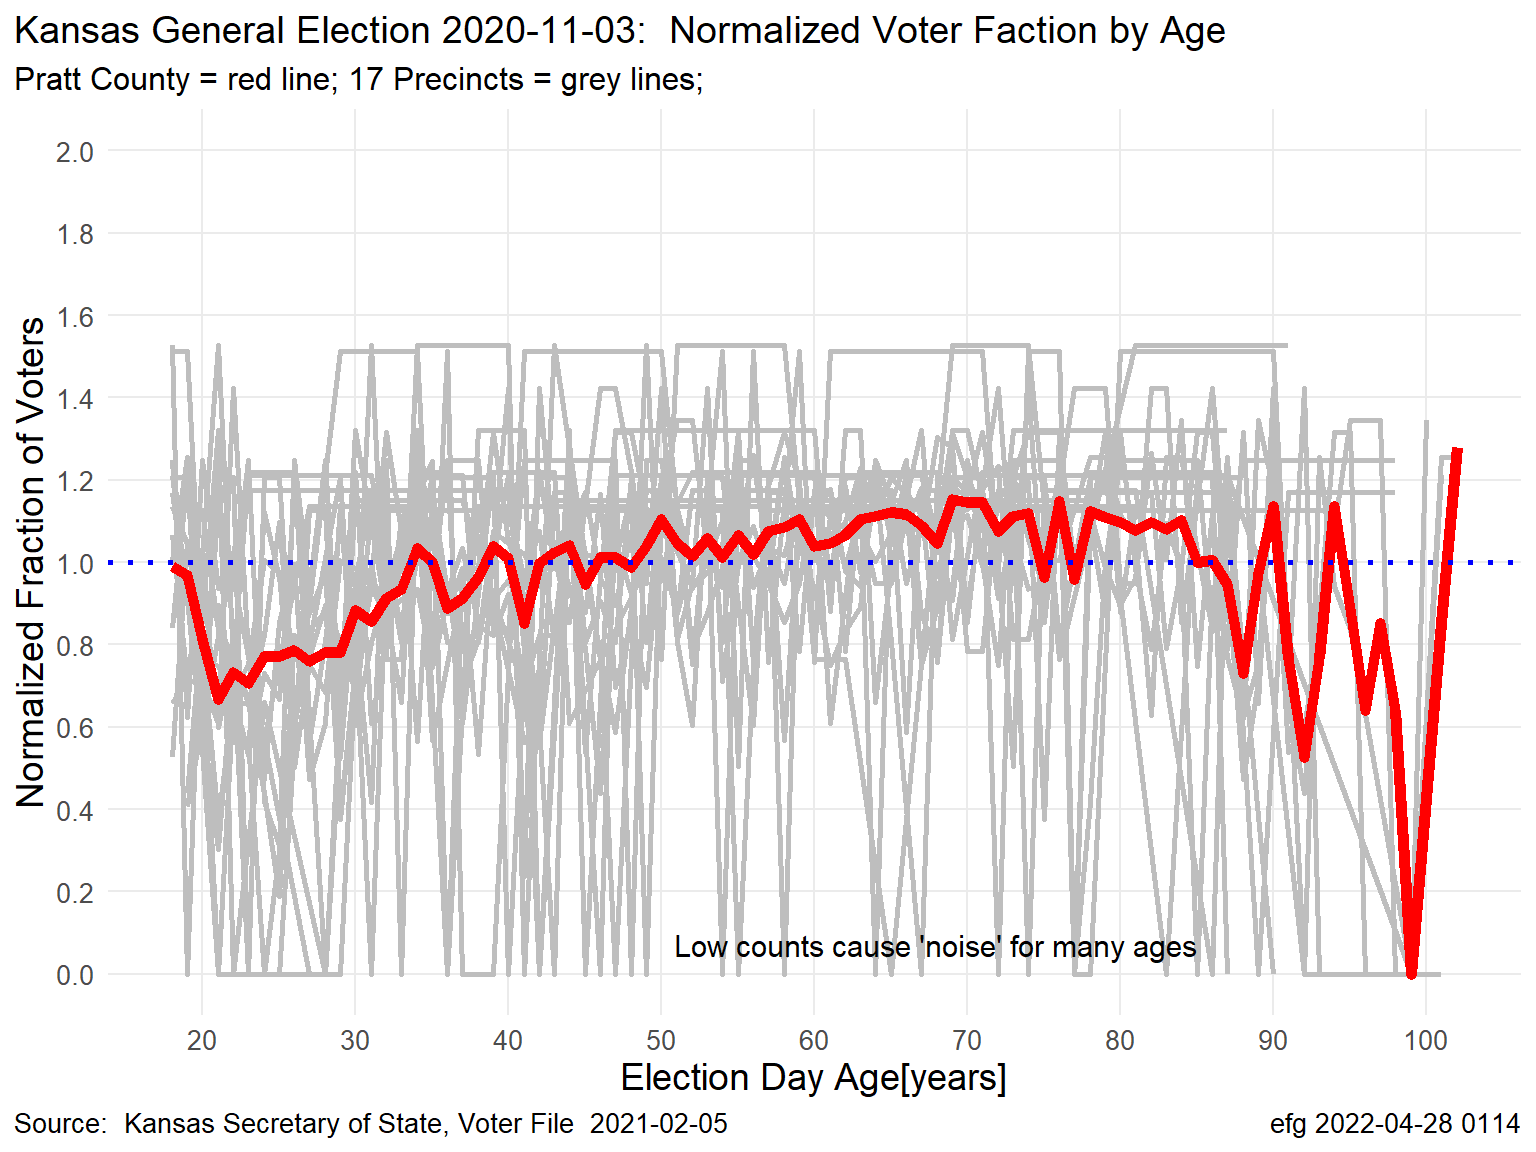 Kansas General Election 2020-11-03:  Normalized Voter Faction by Age
Pratt County = red line; 17 Precincts = grey lines;
Normalized Fraction of Voters
2.0
1.8
1.6
1.4
1.2
1.0
0.8
0.6
0.4
0.2
0.0
Low counts cause 'noise' for many ages
20 30 40 50 60 70 80 90 100
Election Day Age[years]
Source:  Kansas Secretary of State, Voter File  2021-02-05
efg 2022-04-28 0114